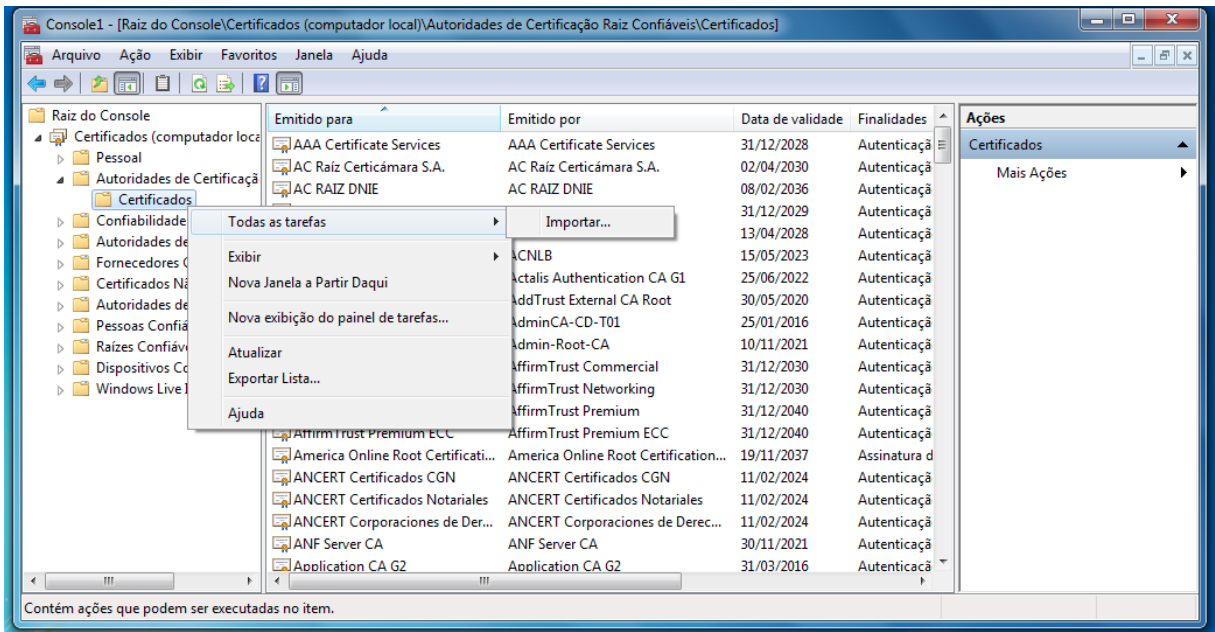 Console1 - [Raiz do Console\Certificados (computador local)\Autoridades de Certificação Raiz Confiáveis\Certificados]
Arquivo Ação Exibir Favoritos Janela Ajuda
Raiz do Console
Certificados (computador loca
Pessoal
Autoridades de Certificaçã
Certificados
Confiabilidade
Autoridades de
Fornecedores
Certificados Nã
Autoridades de
Pessoas Confiá
Raízes Confiáve
Dispositivos Co
Windows Live
Todas as tarefas
Exibir
Nova Janela a Partir Daqui
Nova exibição do painel de tarefas...
Atualizar
Exportar Lista...
Ajuda
Importar...
Emitido para Emitido por Data de validade Finalidades
AAA Certificate Services AAA Certificate Services 31/12/2028 Autenticaçã
AC Raíz Certicámara S.A. AC Raíz Certicámara S.A. 02/04/2030 Autenticaçã
AC RAIZ DNIE AC RAIZ DNIE 08/02/2036 Autenticaçã
31/12/2029 Autenticaçã
13/04/2028 Autenticaçã
ACNLB 15/05/2023 Autenticaçã
Actalis Authentication CA G1 25/06/2022 Autenticaçã
AddTrust External CA Root 30/05/2020 Autenticaçã
AdminCA-CD-T01 25/01/2016 Autenticaçã
Admin-Root-CA 10/11/2021 Autenticaçã
AffirmTrust Commercial 31/12/2030 Autenticaçã
AffirmTrust Networking 31/12/2030 Autenticaçã
AffirmTrust Premium 31/12/2040 Autenticaçã
AffirmTrust Premium ECC AffirmTrust Premium ECC 31/12/2040 Autenticaçã
America Online Root Certificati... America Online Root Certification... 19/11/2037 Assinatura d
ANCERT Certificados CGN ANCERT Certificados CGN 11/02/2024 Autenticaçã
ANCERT Certificados Notariales ANCERT Certificados Notariales 11/02/2024 Autenticaçã
ANCERT Corporaciones de Der... ANCERT Corporaciones de Derec... 11/02/2024 Autenticaçã
ANF Server CA ANF Server CA 30/11/2021 Autenticaçã
Application CA G2 Application CA G2 31/03/2016 Autenticaçã
Ações
Certificados
Mais Ações
Contém ações que podem ser executadas no item.